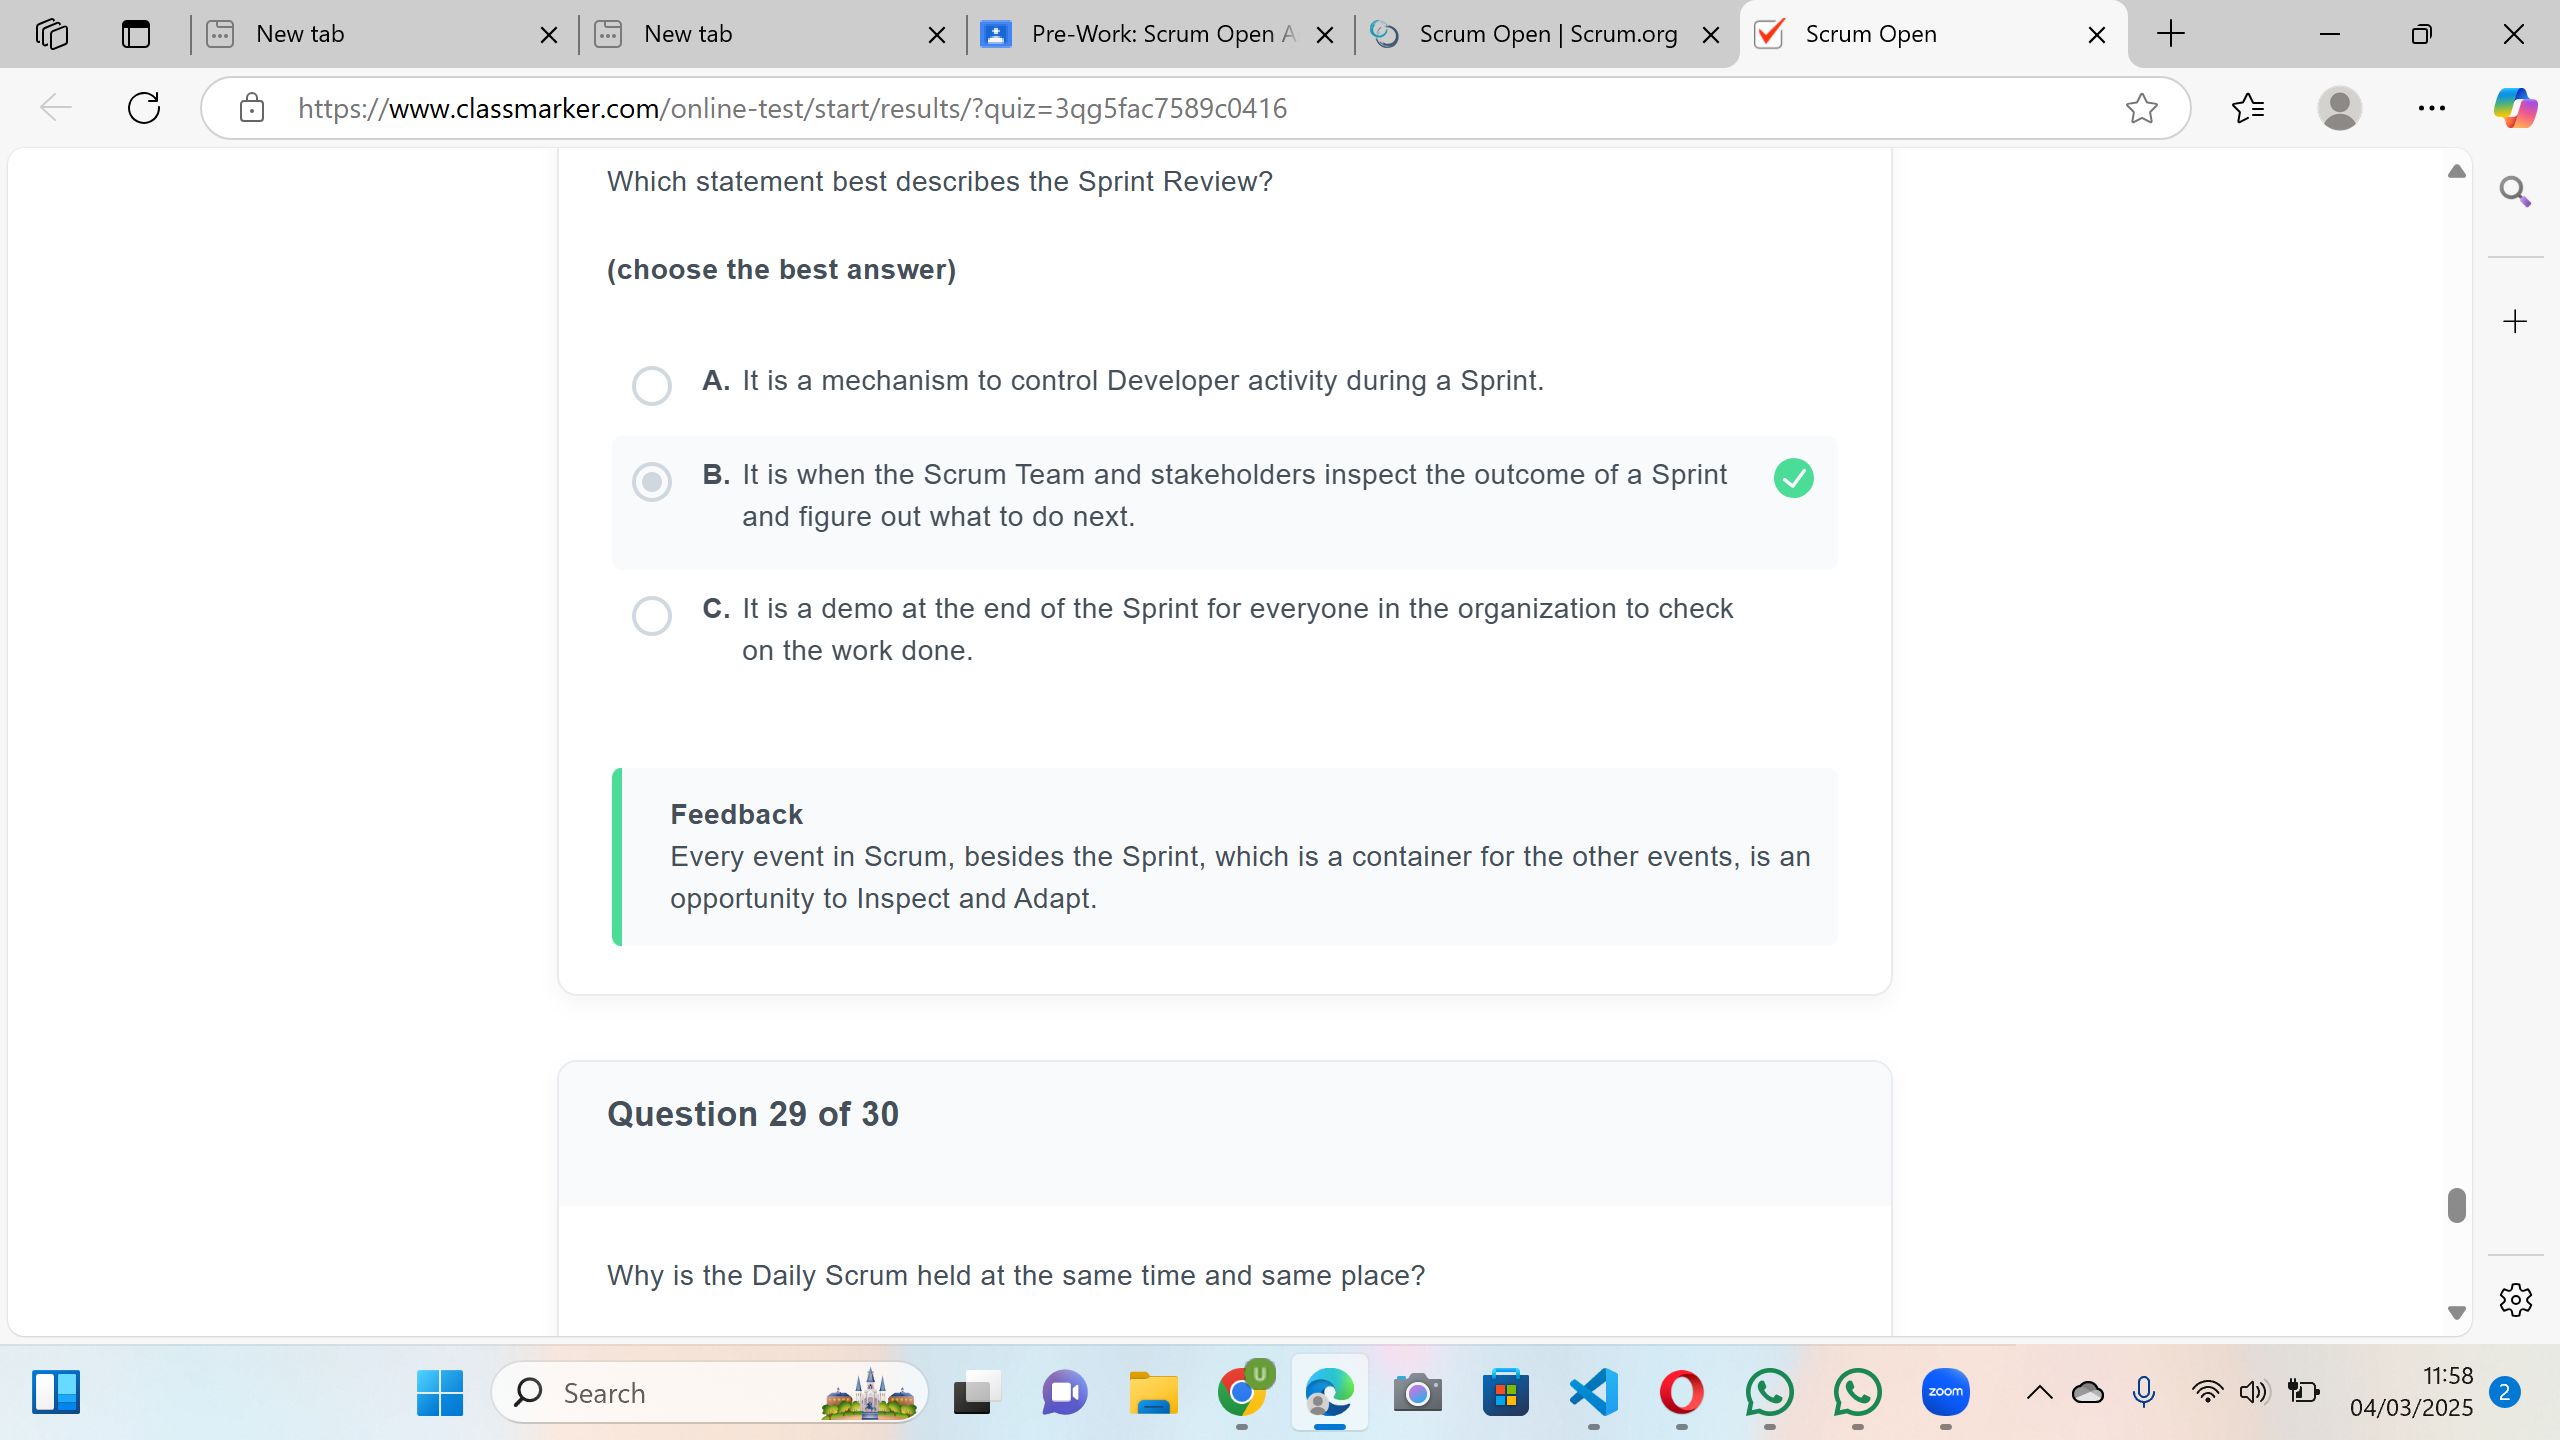 New tab
New tab
Pre-Work: Scrum Open A
Scrum Open | Scrum.org
Scrum Open
https://www.classmarker.com/online-test/start/results/?quiz=3qg5fac7589c0416
Which statement best describes the Sprint Review?
(choose the best answer)
A. It is a mechanism to control Developer activity during a Sprint.
B. It is when the Scrum Team and stakeholders inspect the outcome of a Sprint
and figure out what to do next.
C. It is a demo at the end of the Sprint for everyone in the organization to check
on the work done.
Feedback
Every event in Scrum, besides the Sprint, which is a container for the other events, is an
opportunity to Inspect and Adapt.
Question 29 of 30
Why is the Daily Scrum held at the same time and same place?
Search
U
zoom
11:58
04/03/2025
2